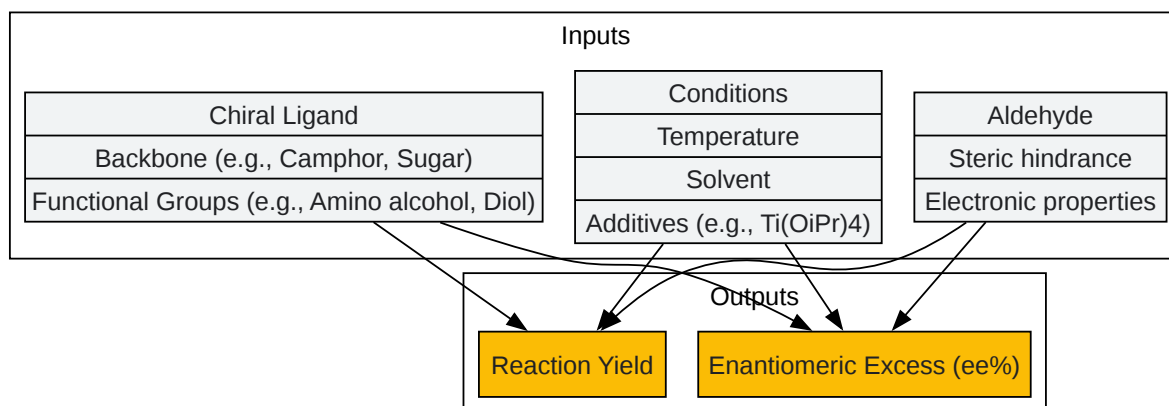 Inputs
Chiral Ligand
Backbone (e.g., Camphor, Sugar)
Functional Groups (e.g., Amino alcohol, Diol)
Conditions
Temperature
Solvent
Additives (e.g., Ti(OiPr)4)
Aldehyde
Steric hindrance
Electronic properties
Outputs
Reaction Yield
Enantiomeric Excess (ee%)